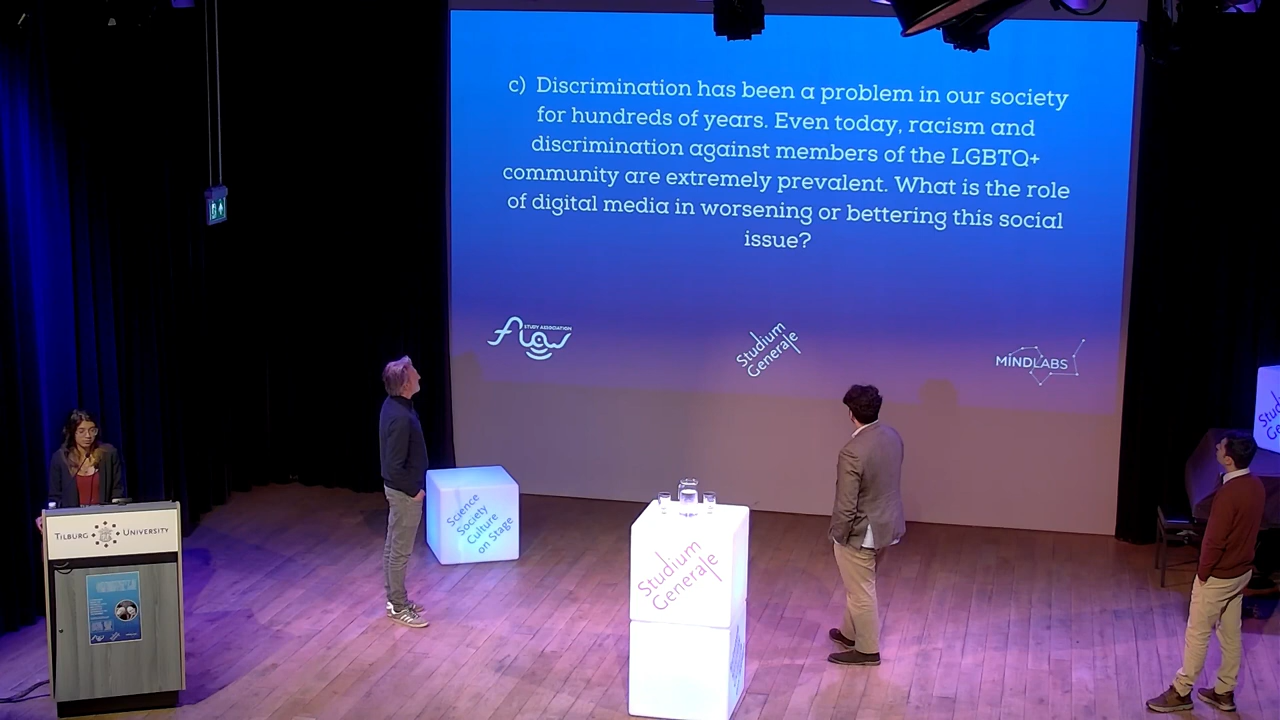 c) Discrimination has been a problem in our society
for hundreds of years. Even today, racism and
discrimination against members of the LGBTQ+
community are extremely prevalent. What is the role
of digital media in worsening or bettering this social
issue?
flow
STUDY ASSOCIATION
Studium
Generale
MINDLABS
Science
Society
Culture
on Stage
Studium
Generale
TILBURG UNIVERSITY